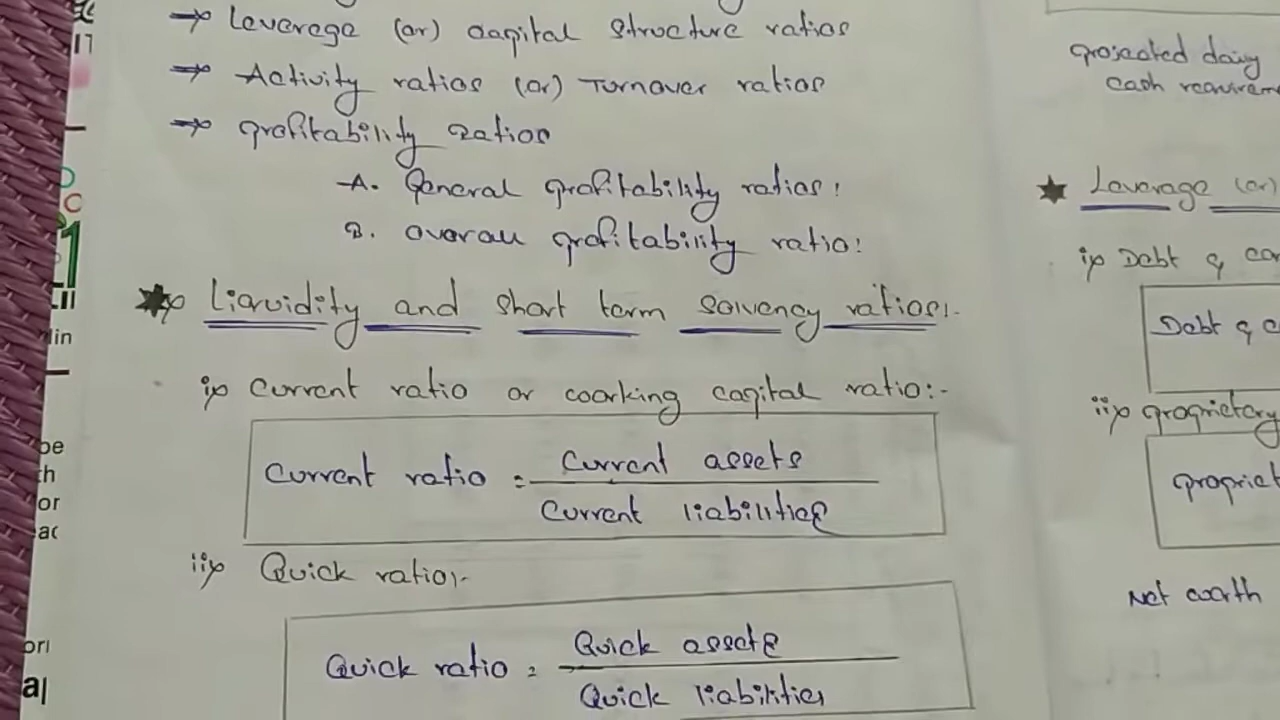 → Leverage (or) capital structure ratios
→ Activity ratios (or) Turnover ratios
→ profitability Ratios
A. General profitability ratios:
B. overall profitability ratio:
Liquidity and short term solvency ratios:-
i) Current ratio or working capital ratio:-
Current ratio = Current assets
Current liabilities
ii) Quick ratio:-
Quick ratio = Quick assets
Quick liabilities
projected daily
cash
Leverage (or)
i) Debt &
Debt &
ii) proprietary
Net worth